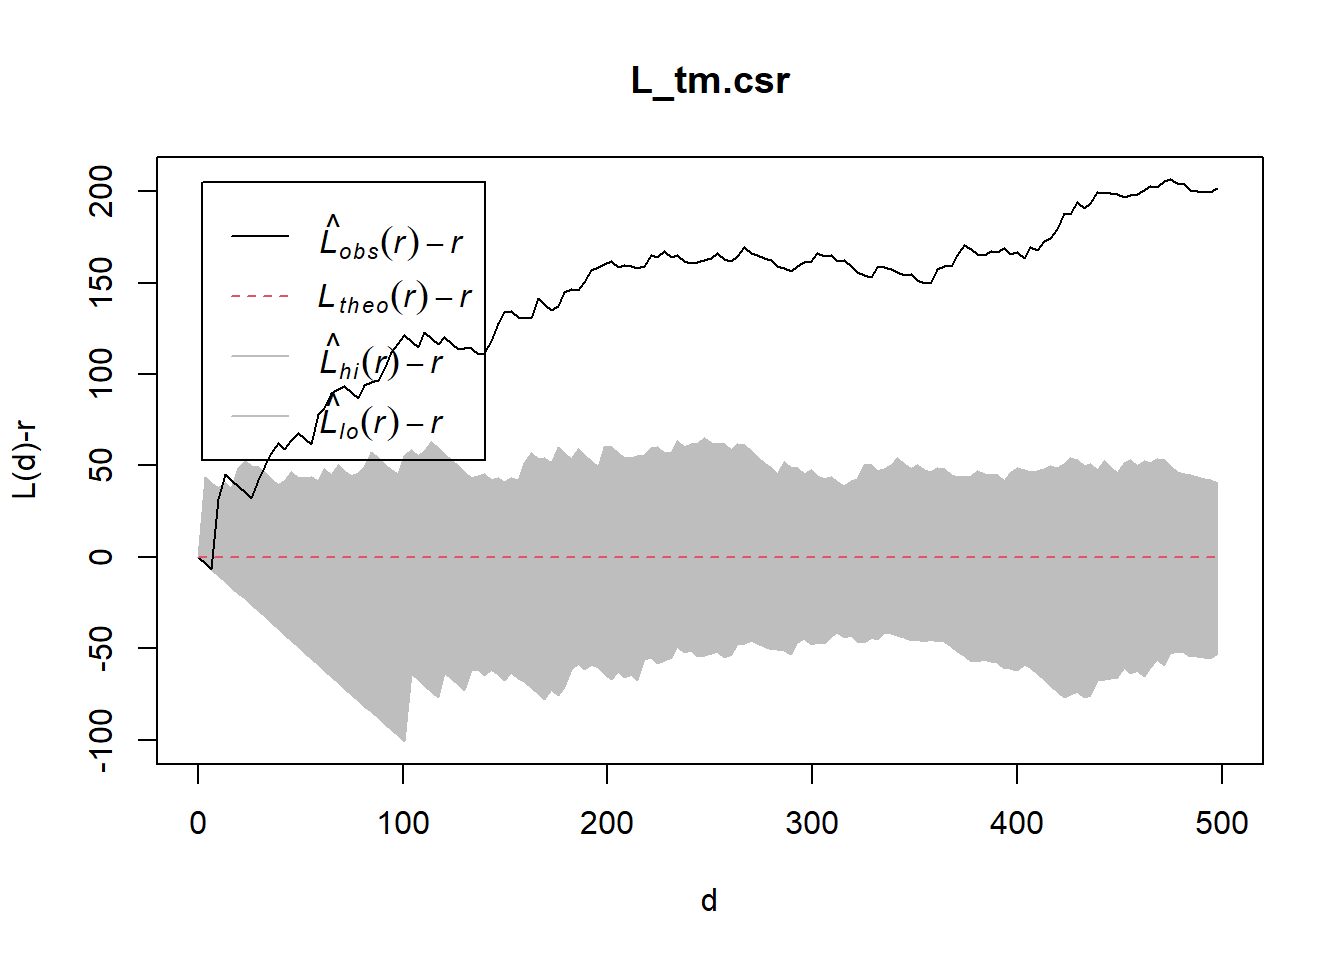 L_tm.csr
L̂obs(r) − r
Ltheo(r) − r
L̂hi(r) − r
L̂lo(r) − r
L(d)-r
200
150
100
50
0
-50
-100
0 100 200 300 400 500
d